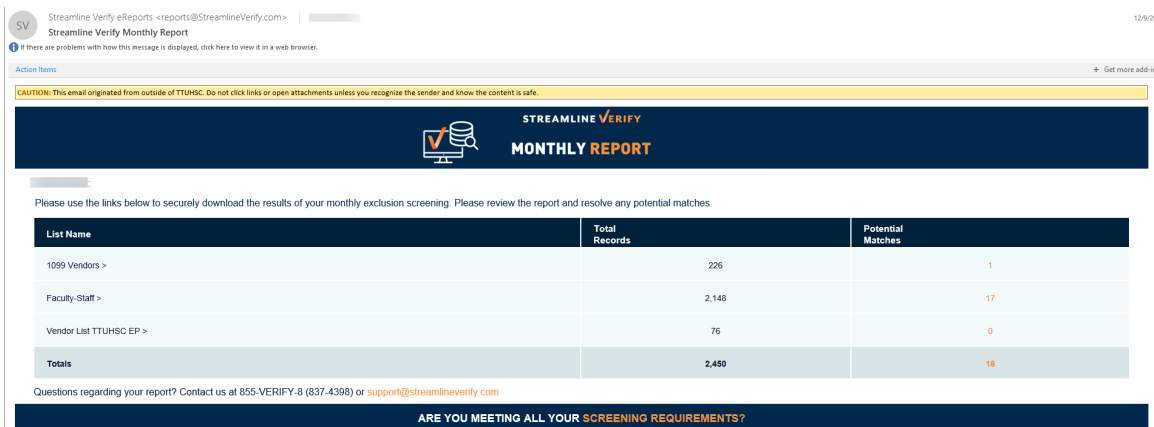 SV
Streamline Verify eReports <reports@StreamlineVerify.com>
12/9/2
Streamline Verify Monthly Report
If there are problems with how this message is displayed, click here to view it in a web browser.
Action Items
+ Get more add-i
CAUTION: This email originated from outside of TTUHSC. Do not click links or open attachments unless you recognize the sender and know the content is safe.
STREAMLINE VERIFY
MONTHLY REPORT
:
Please use the links below to securely download the results of your monthly exclusion screening. Please review the report and resolve any potential matches.
List Name
Total
Records
Potential
Matches
1099 Vendors > 226 1
Faculty-Staff > 2,148 17
Vendor List TTUHSC EP > 76 0
Totals 2,450 18
Questions regarding your report? Contact us at 855-VERIFY-8 (837-4398) or support@streamlineverify.com
ARE YOU MEETING ALL YOUR SCREENING REQUIREMENTS?